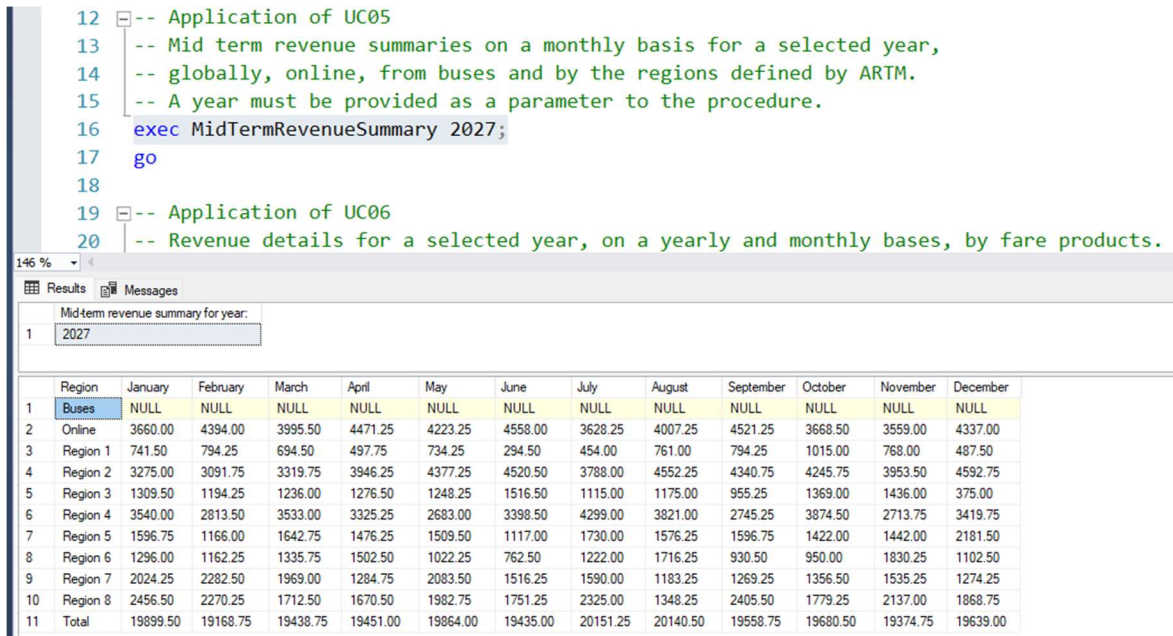 12 -- Application of UC05
13 -- Mid term revenue summaries on a monthly basis for a selected year,
14 -- globally, online, from buses and by the regions defined by ARTM.
15 -- A year must be provided as a parameter to the procedure.
16 exec MidTermRevenueSummary 2027;
17 go
18
19 -- Application of UC06
20 -- Revenue details for a selected year, on a yearly and monthly bases, by fare products.
146 %
Results Messages
Mid-term revenue summary for year:
1 2027
Region January February March April May June July August September October November December
1 Buses NULL NULL NULL NULL NULL NULL NULL NULL NULL NULL NULL NULL
2 Online 3660.00 4394.00 3995.50 4471.25 4223.25 4558.00 3628.25 4007.25 4521.25 3668.50 3559.00 4337.00
3 Region 1 741.50 794.25 694.50 497.75 734.25 294.50 454.00 761.00 794.25 1015.00 768.00 487.50
4 Region 2 3275.00 3091.75 3319.75 3946.25 4377.25 4520.50 3788.00 4552.25 4340.75 4245.75 3953.50 4592.75
5 Region 3 1309.50 1194.25 1236.00 1276.50 1248.25 1516.50 1115.00 1175.00 955.25 1369.00 1436.00 375.00
6 Region 4 3540.00 2813.50 3533.00 3325.25 2683.00 3398.50 4299.00 3821.00 2745.25 3874.50 2713.75 3419.75
7 Region 5 1596.75 1166.00 1642.75 1476.25 1509.50 1117.00 1730.00 1576.25 1596.75 1422.00 1442.00 2181.50
8 Region 6 1296.00 1162.25 1335.75 1502.50 1022.25 762.50 1222.00 1716.25 930.50 950.00 1830.25 1102.50
9 Region 7 2024.25 2282.50 1969.00 1284.75 2083.50 1516.25 1590.00 1183.25 1269.25 1356.50 1535.25 1274.25
10 Region 8 2456.50 2270.25 1712.50 1670.50 1982.75 1751.25 2325.00 1348.25 2405.50 1779.25 2137.00 1868.75
11 Total 19899.50 19168.75 19438.75 19451.00 19864.00 19435.00 20151.25 20140.50 19558.75 19680.50 19374.75 19639.00